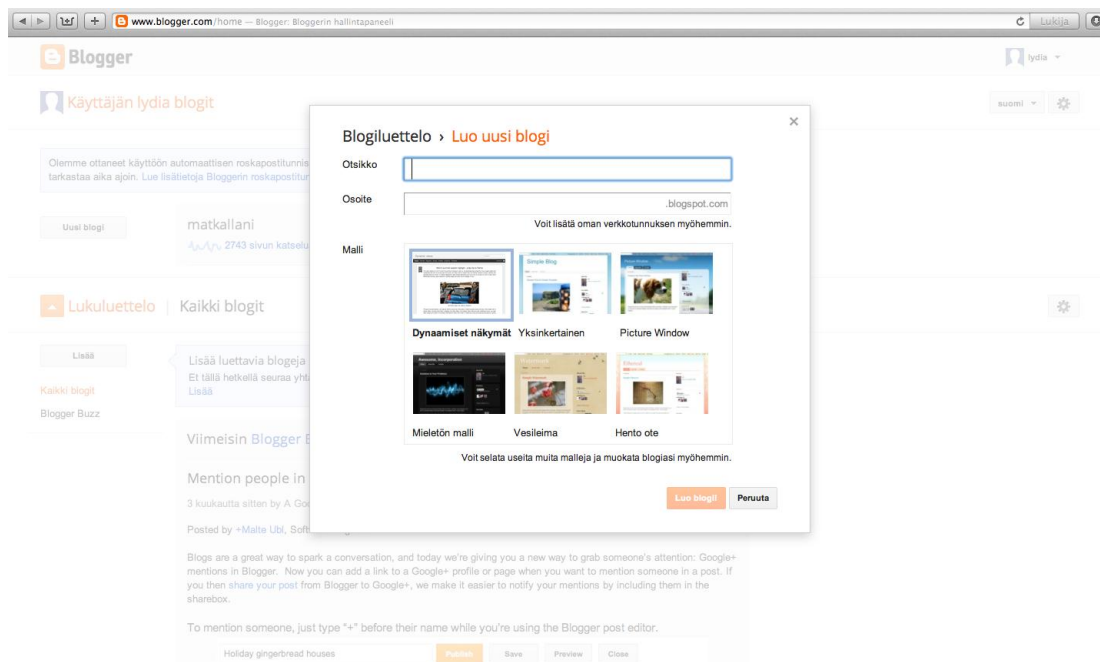 www.blogger.com/home — Blogger: Bloggerin hallintapaneeli
Lukija
Blogger
lydia
Käyttäjän lydia blogit
suomi
Olemme ottaneet käyttöön automaattisen roskapostitunnis
tarkastaa aika ajoin. Lue lisätietoja Bloggerin roskapostitur
Uusi blogi
matkallani
2743 sivun katselu
Lukuluettelo | Kaikki blogit
Lisää
Lisää luettavia blogeja
Et tällä hetkellä seuraa yht
Lisää
Kaikki blogit
Blogger Buzz
Viimeisin Blogger B
Mention people in
3 kuukautta sitten by A Goo
Posted by +Malte Ubl, Soft
Blogs are a great way to spark a conversation, and today we're giving you a new way to grab someone's attention: Google+
mentions in Blogger. Now you can add a link to a Google+ profile or page when you want to mention someone in a post. If
you then share your post from Blogger to Google+, we make it easier to notify your mentions by including them in the
sharebox.
To mention someone, just type "+" before their name while you're using the Blogger post editor.
Holiday gingerbread houses
Publish Save Preview Close
Blogiluettelo › Luo uusi blogi
Otsikko
Osoite
.blogspot.com
Voit lisätä oman verkkotunnuksen myöhemmin.
Malli
Simple Blog
Dynaamiset näkymät Yksinkertainen Picture Window
Mieletön malli Vesileima Hento ote
Voit selata useita muita malleja ja muokata blogiasi myöhemmin.
Luo blogi! Peruuta